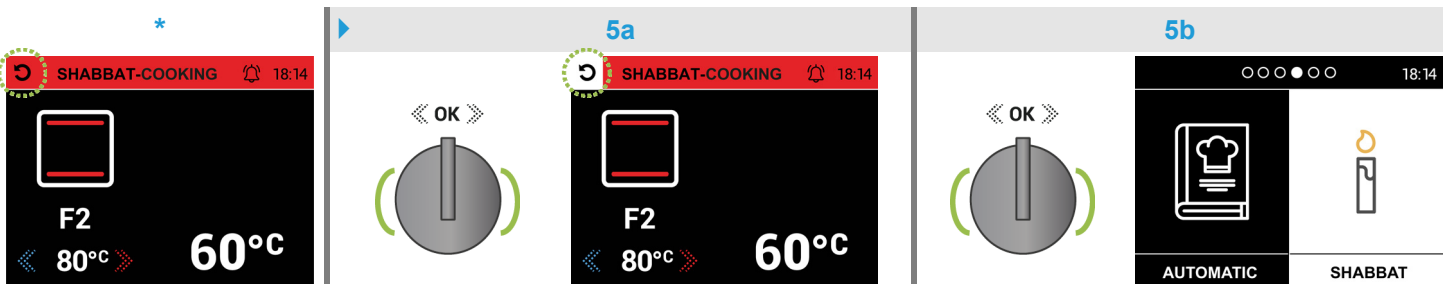 *
5a
5b
SHABBAT-COOKING 18:14
F2
80°C
60°C
OK
SHABBAT-COOKING 18:14
F2
80°C
60°C
OK
18:14
AUTOMATIC
SHABBAT